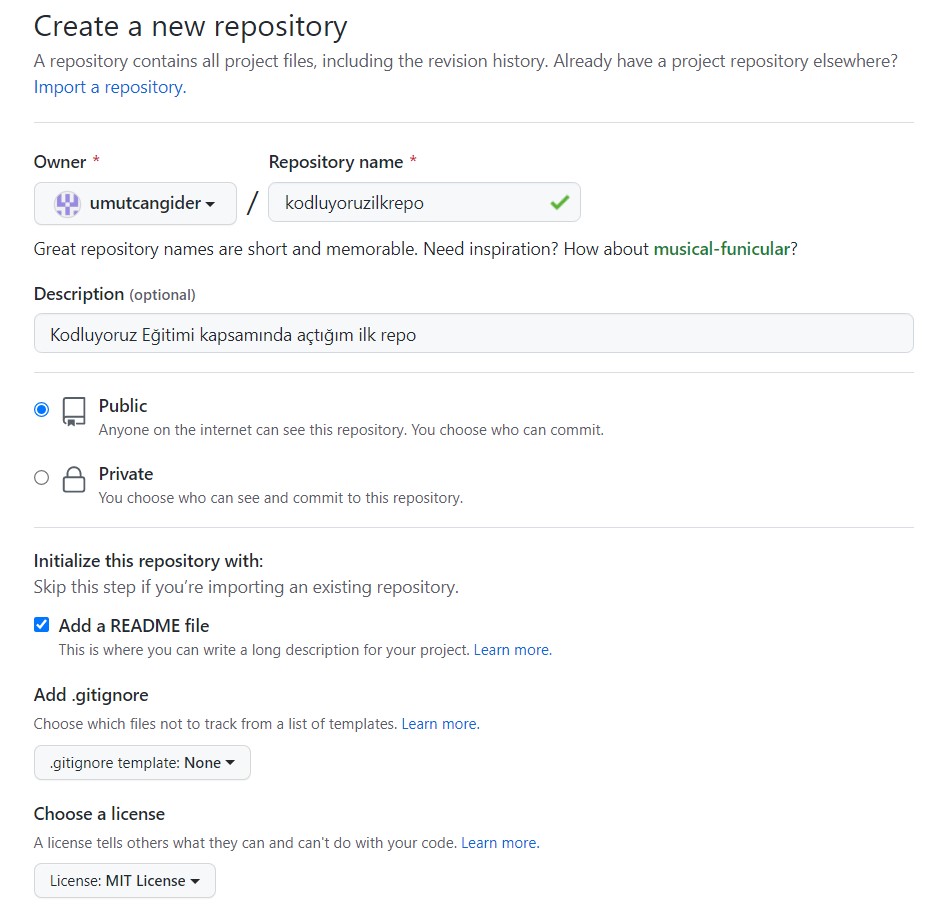 Create a new repository
A repository contains all project files, including the revision history. Already have a project repository elsewhere?
Import a repository.
Owner * Repository name *
umutcangider / kodluyoruzilkrepo
Great repository names are short and memorable. Need inspiration? How about musical-funicular?
Description (optional)
Kodluyoruz Eğitimi kapsamında açtığım ilk repo
Public
Anyone on the internet can see this repository. You choose who can commit.
Private
You choose who can see and commit to this repository.
Initialize this repository with:
Skip this step if you’re importing an existing repository.
Add a README file
This is where you can write a long description for your project. Learn more.
Add .gitignore
Choose which files not to track from a list of templates. Learn more.
.gitignore template: None
Choose a license
A license tells others what they can and can't do with your code. Learn more.
License: MIT License